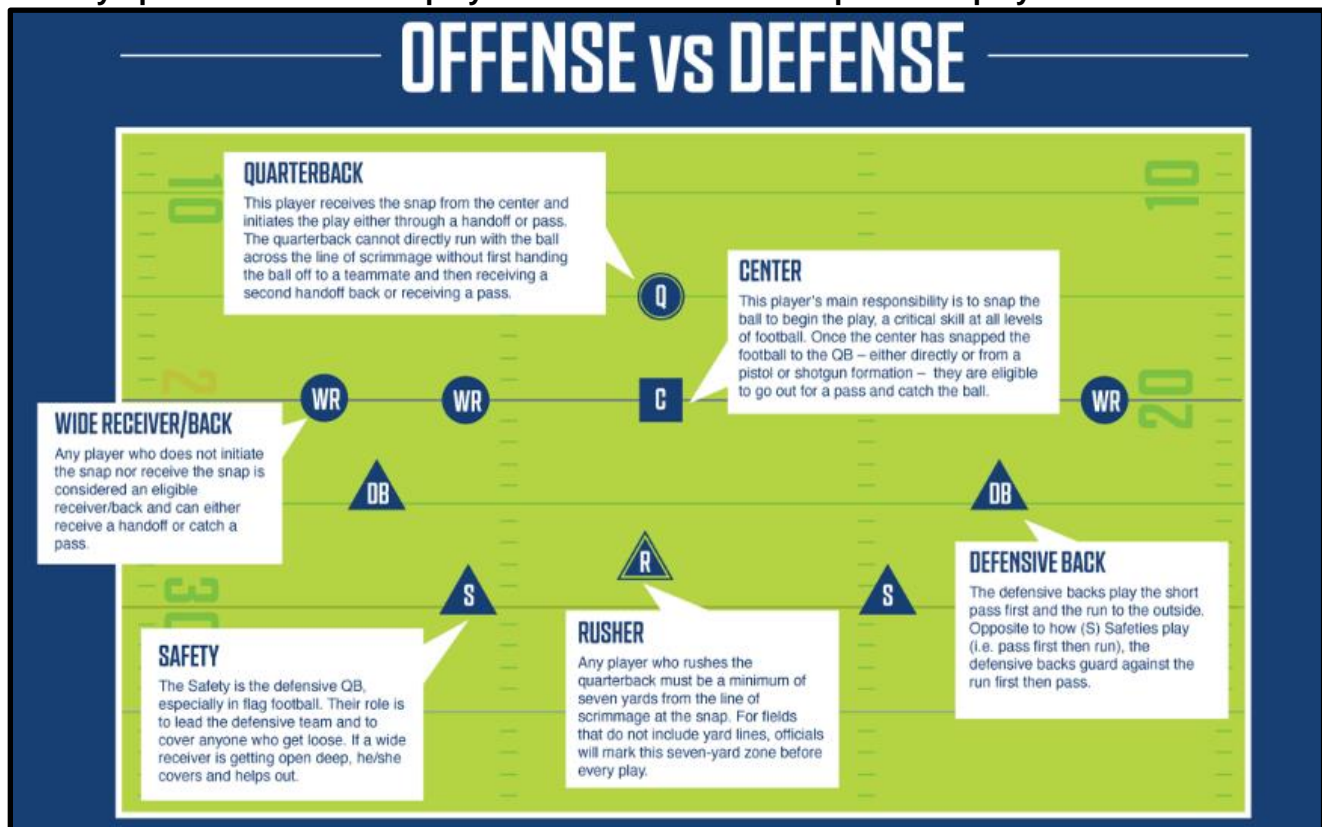 OFFENSE VS DEFENSE
10
10
QUARTERBACK
This player receives the snap from the center and
initiates the play either through a handoff or pass.
The quarterback cannot directly run with the ball
across the line of scrimmage without first handing
the ball off to a teammate and then receiving a
second handoff back or receiving a pass.
Q
CENTER
This player's main responsibility is to snap the
ball to begin the play, a critical skill at all levels
of football. Once the center has snapped the
football to the QB – either directly or from a
pistol or shotgun formation – they are eligible
to go out for a pass and catch the ball.
2
20
WR
WR
C
WR
WIDE RECEIVER/BACK
Any player who does not initiate
the snap nor receive the snap is
considered an eligible
receiver/back and can either
receive a handoff or catch a
pass.
DB
DB
DEFENSIVE BACK
The defensive backs play the short
pass first and the run to the outside.
Opposite to how (S) Safeties play
(i.e. pass first then run), the
defensive backs guard against the
run first then pass.
30
S
R
S
SAFETY
The Safety is the defensive QB,
especially in flag football. Their role is
to lead the defensive team and to
cover anyone who get loose. If a wide
receiver is getting open deep, he/she
covers and helps out.
RUSHER
Any player who rushes the
quarterback must be a minimum of
seven yards from the line of
scrimmage at the snap. For fields
that do not include yard lines, officials
will mark this seven-yard zone before
every play.